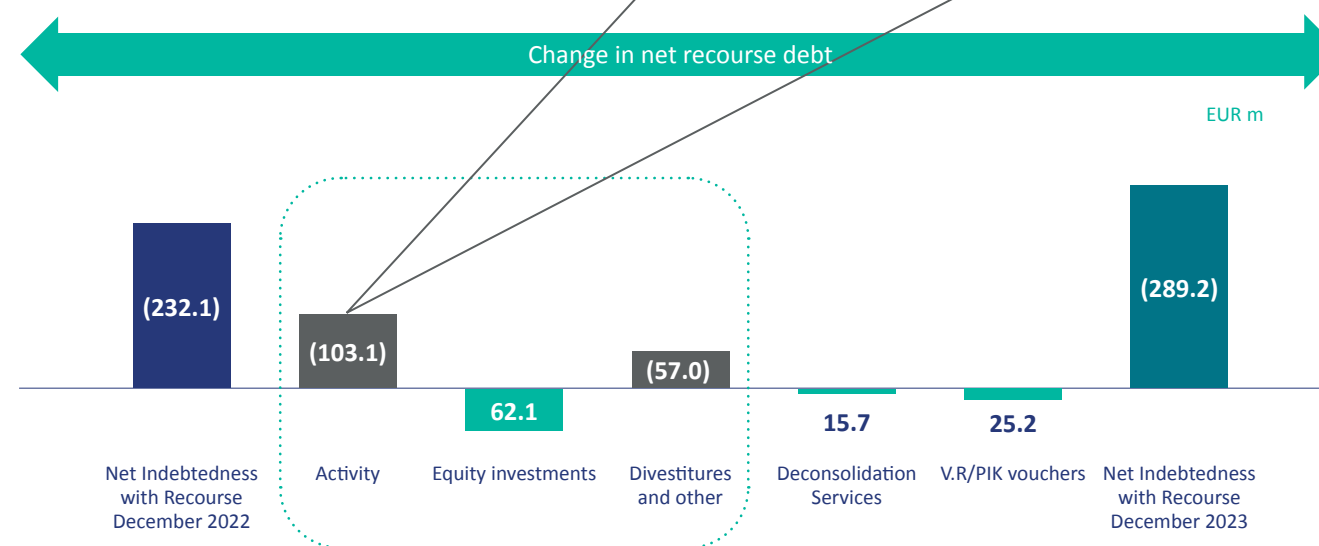 Change in net recourse debt
EUR m
(232.1)
(103.1)
62.1
(57.0)
15.7
25.2
(289.2)
Net Indebtedness
with Recourse
December 2022
Activity
Equity investments
Divestitures
and other
Deconsolidation
Services
V.R/PIK vouchers
Net Indebtedness
with Recourse
December 2023